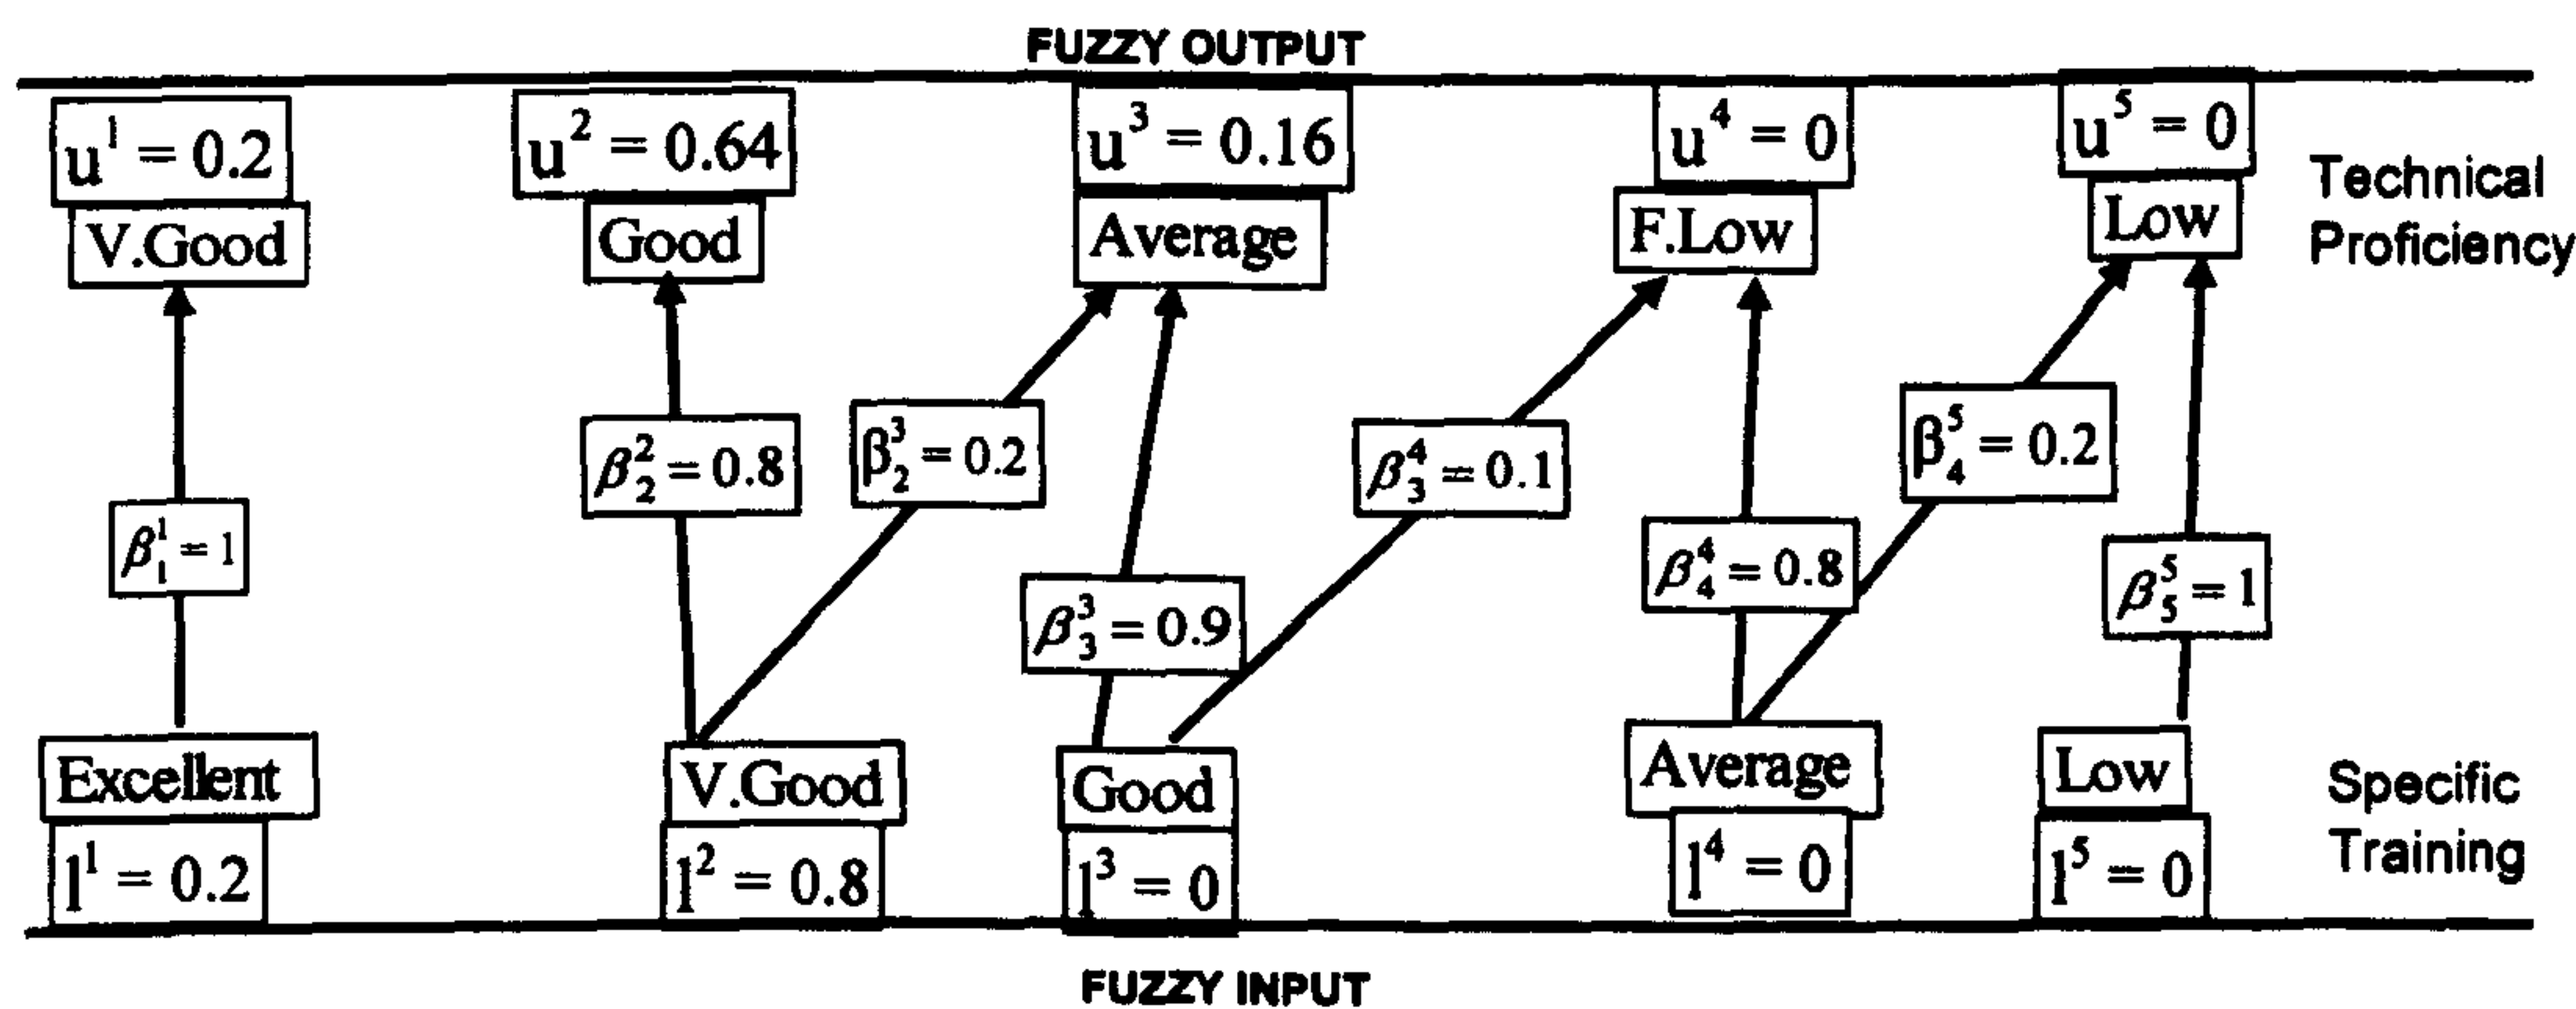 FUZZY OUTPUT
u¹ = 0.2
u² = 0.64
u³ = 0.16
u⁴ = 0
u⁵ = 0
V.Good
Good
Average
F.Low
Low
Technical
Proficiency
β₁¹ = 1
β₂² = 0.8
β₂³ = 0.2
β₃³ = 0.9
β₃⁴ = 0.1
β₄⁴ = 0.8
β₄⁵ = 0.2
β₅⁵ = 1
Excellent
V.Good
Good
Average
Low
Specific
Training
l¹ = 0.2
l² = 0.8
l³ = 0
l⁴ = 0
l⁵ = 0
FUZZY INPUT